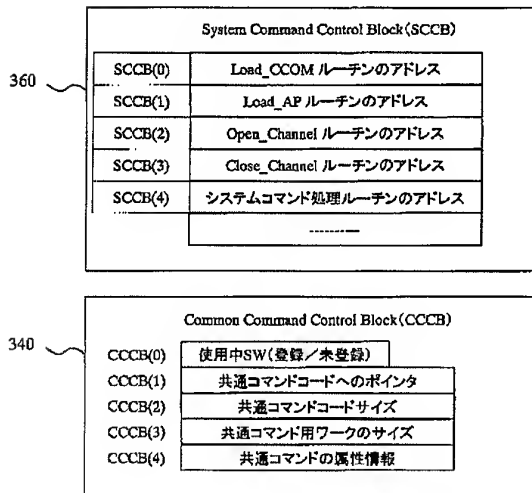 System Command Control Block(SCCB)
360
SCCB(0) Load_CCOM ルーチンのアドレス
SCCB(1) Load_AP ルーチンのアドレス
SCCB(2) Open_Channel ルーチンのアドレス
SCCB(3) Close_Channel ルーチンのアドレス
SCCB(4) システムコマンド処理ルーチンのアドレス
---------
Common Command Control Block(CCCB)
340
CCCB(0) 使用中SW(登録/未登録)
CCCB(1) 共通コマンドコードへのポインタ
CCCB(2) 共通コマンドコードサイズ
CCCB(3) 共通コマンド用ワークのサイズ
CCCB(4) 共通コマンドの属性情報